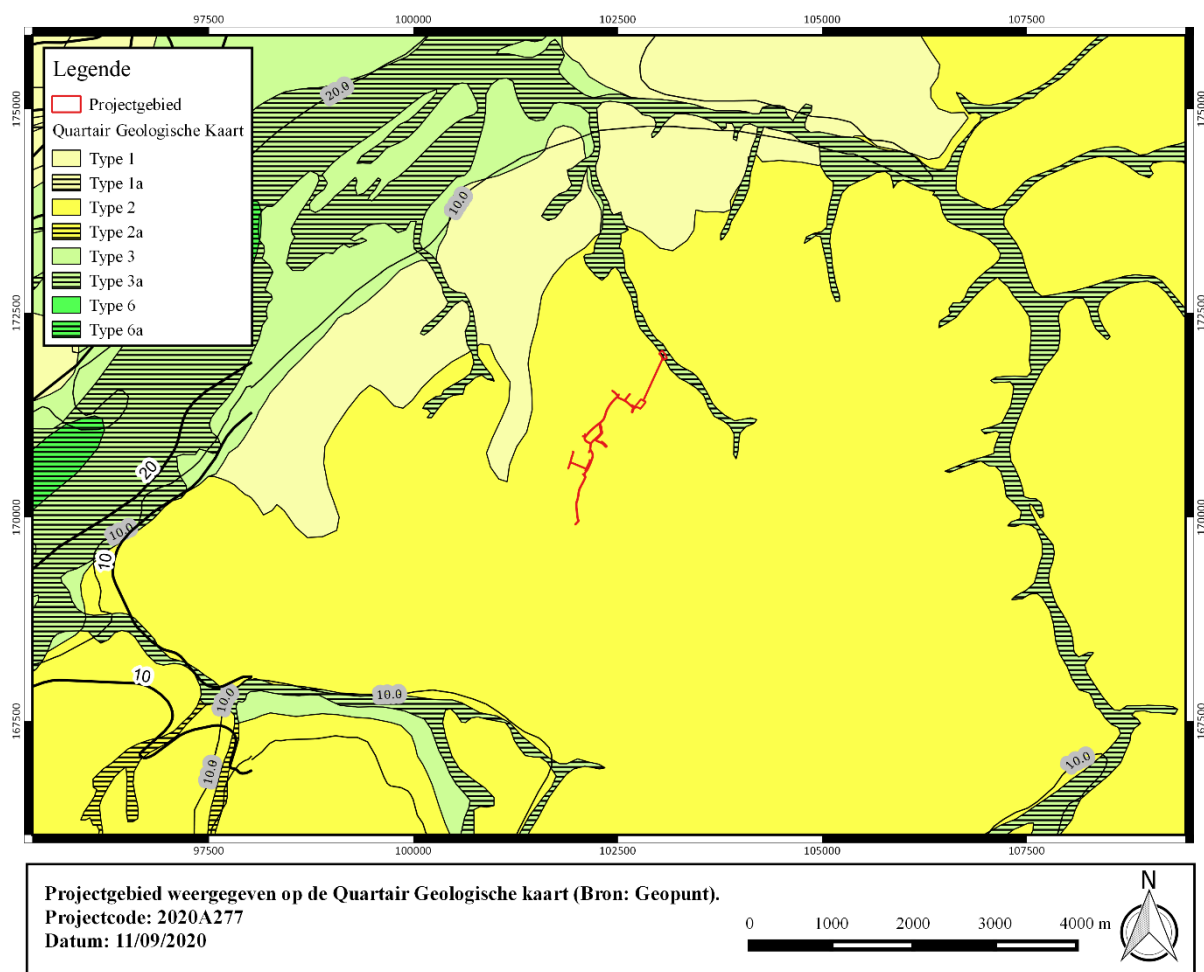 97500 100000 102500 105000 107500
Legende
Projectgebied
Quartair Geologische Kaart
Type 1
Type 1a
Type 2
Type 2a
Type 3
Type 3a
Type 6
Type 6a
175000
172500
170000
167500
175000
172500
170000
167500
20.0
10.0
20
10.0
10
10
10.0
10.0
10.0
10.0
97500 100000 102500 105000 107500
Projectgebied weergegeven op de Quartair Geologische kaart (Bron: Geopunt).
Projectcode: 2020A277
Datum: 11/09/2020
0 1000 2000 3000 4000 m
N